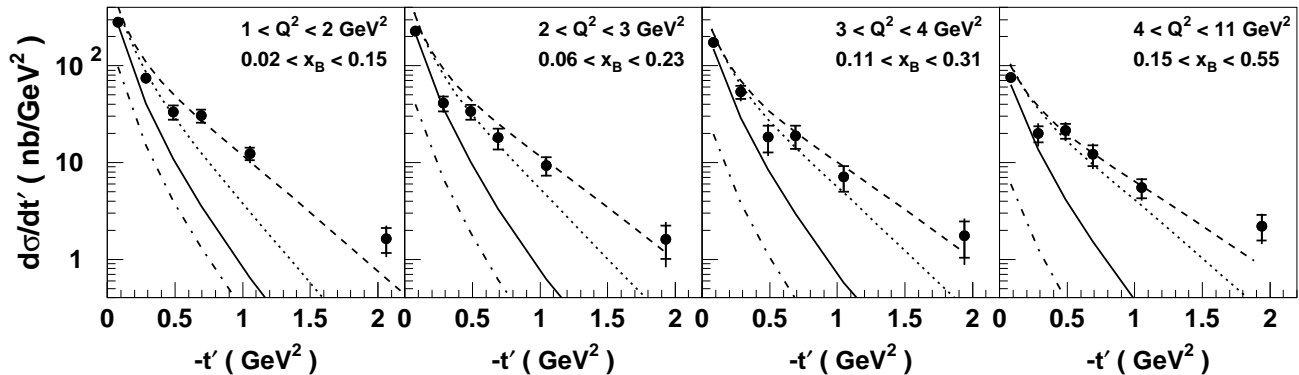 dσ/dt′ ( nb/GeV²)
10²
10
1
1 < Q² < 2 GeV²
0.02 < x_B < 0.15
2 < Q² < 3 GeV²
0.06 < x_B < 0.23
3 < Q² < 4 GeV²
0.11 < x_B < 0.31
4 < Q² < 11 GeV²
0.15 < x_B < 0.55
0 0.5 1 1.5 2 0 0.5 1 1.5 2 0 0.5 1 1.5 2 0 0.5 1 1.5 2
-t′ ( GeV²) -t′ ( GeV²) -t′ ( GeV²) -t′ ( GeV²)